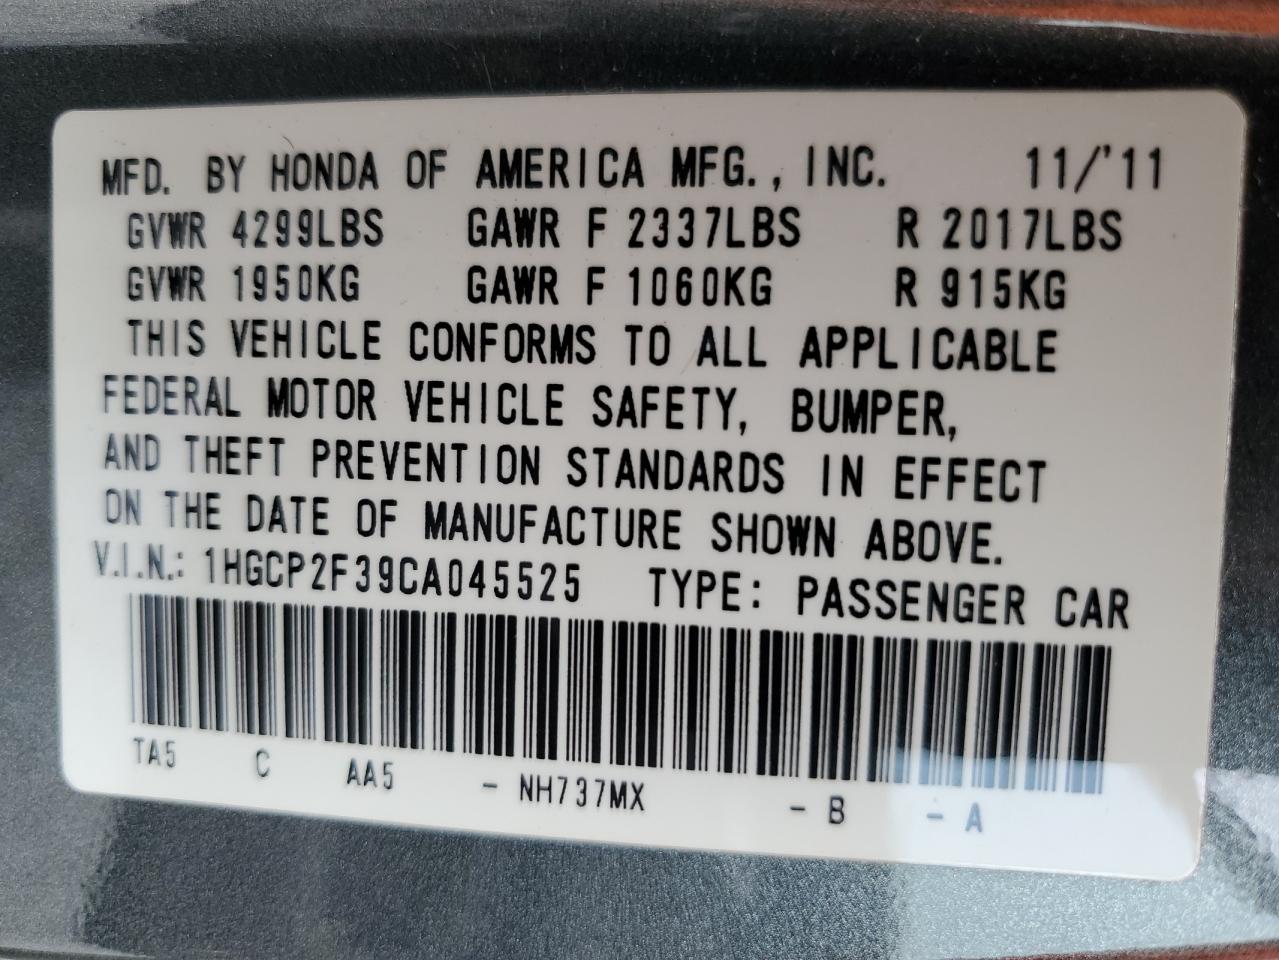 MFD. BY HONDA OF AMERICA MFG., INC. 11/'11
GVWR 4299LBS GAWR F 2337LBS R 2017LBS
GVWR 1950KG GAWR F 1060KG R 915KG
THIS VEHICLE CONFORMS TO ALL APPLICABLE
FEDERAL MOTOR VEHICLE SAFETY, BUMPER,
AND THEFT PREVENTION STANDARDS IN EFFECT
ON THE DATE OF MANUFACTURE SHOWN ABOVE.
V.I.N.: 1HGCP2F39CA045525 TYPE: PASSENGER CAR
TA5 C AA5 - NH737MX - B - A